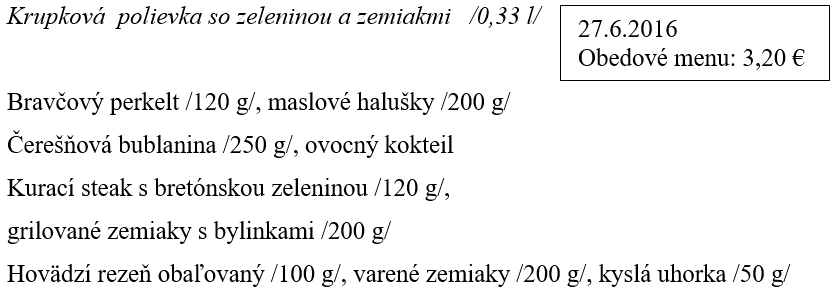 Krupková polievka so zeleninou a zemiakmi /0,33 l/
27.6.2016
Obedové menu: 3,20 €
Bravčový perkelt /120 g/, maslové halušky /200 g/
Čerešňová bublanina /250 g/, ovocný kokteil
Kurací steak s bretónskou zeleninou /120 g/,
grilované zemiaky s bylinkami /200 g/
Hovädzí rezeň obaľovaný /100 g/, varené zemiaky /200 g/, kyslá uhorka /50 g/